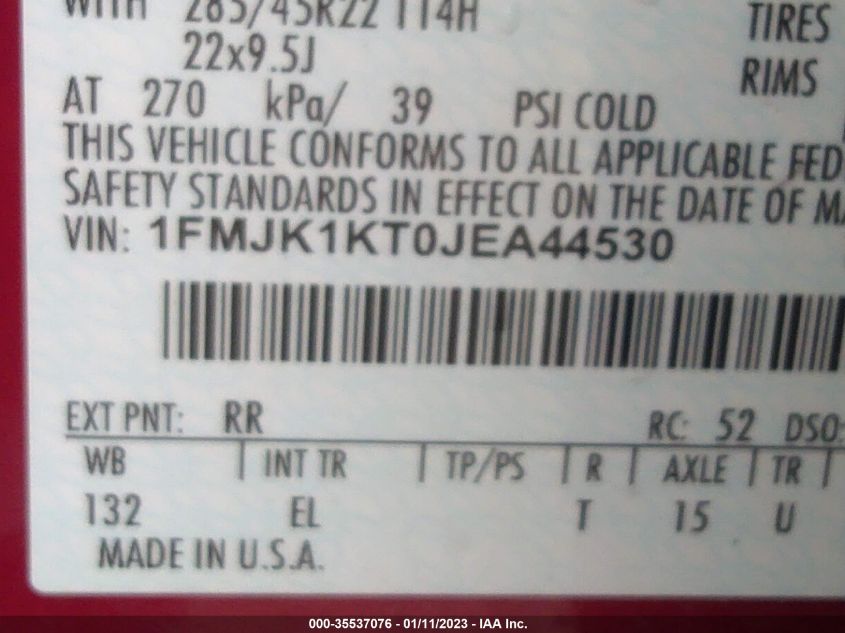 WITH 285/45R22 114H TIRES
22x9.5J RIMS
AT 270 kPa/ 39 PSI COLD
THIS VEHICLE CONFORMS TO ALL APPLICABLE FED
SAFETY STANDARDS IN EFFECT ON THE DATE OF MA
VIN: 1FMJK1KT0JEA44530
EXT PNT: RR RC: 52 DSO:
WB | INT TR | TP/PS | R | AXLE | TR |
132 EL T 15 U
MADE IN U.S.A.
000-35537076 - 01/11/2023 - IAA Inc.